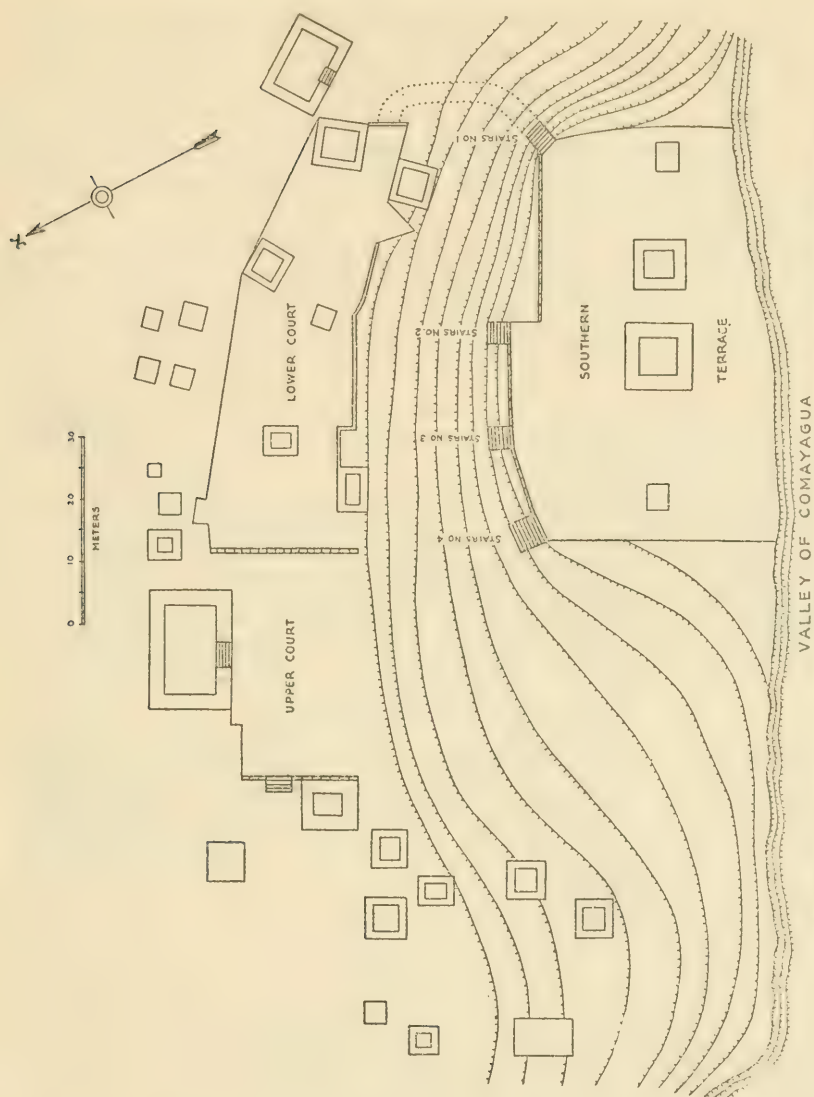 STAIRS NO 1
LOWER COURT
STAIRS NO. 2
SOUTHERN
TERRACE
STAIRS NO 3
0 10 20 30
METERS
STAIRS NO 4
UPPER COURT
VALLEY OF COMAYAGUA